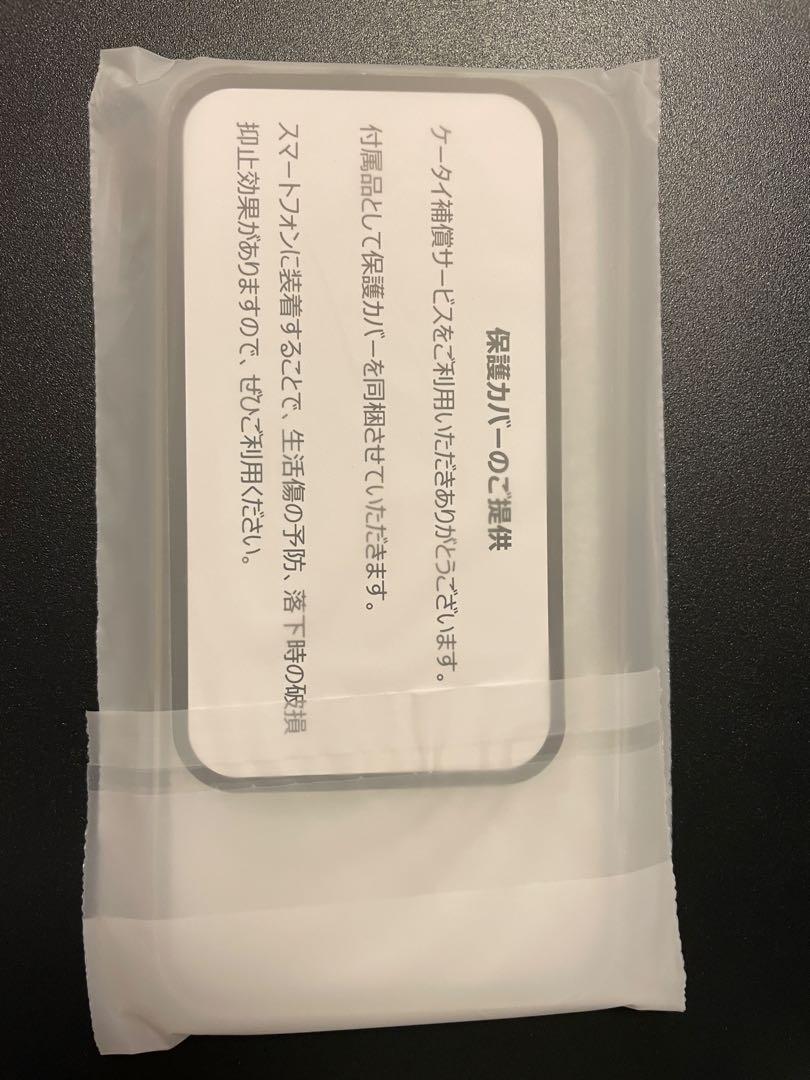 保護カバーのご提供
ケータイ補償サービスをご利用いただきありがとうございます。
付属品として保護カバーを同梱させていただきます。
スマートフォンに装着することで、生活傷の予防、落下時の破損
抑止効果がありますので、ぜひご利用ください。